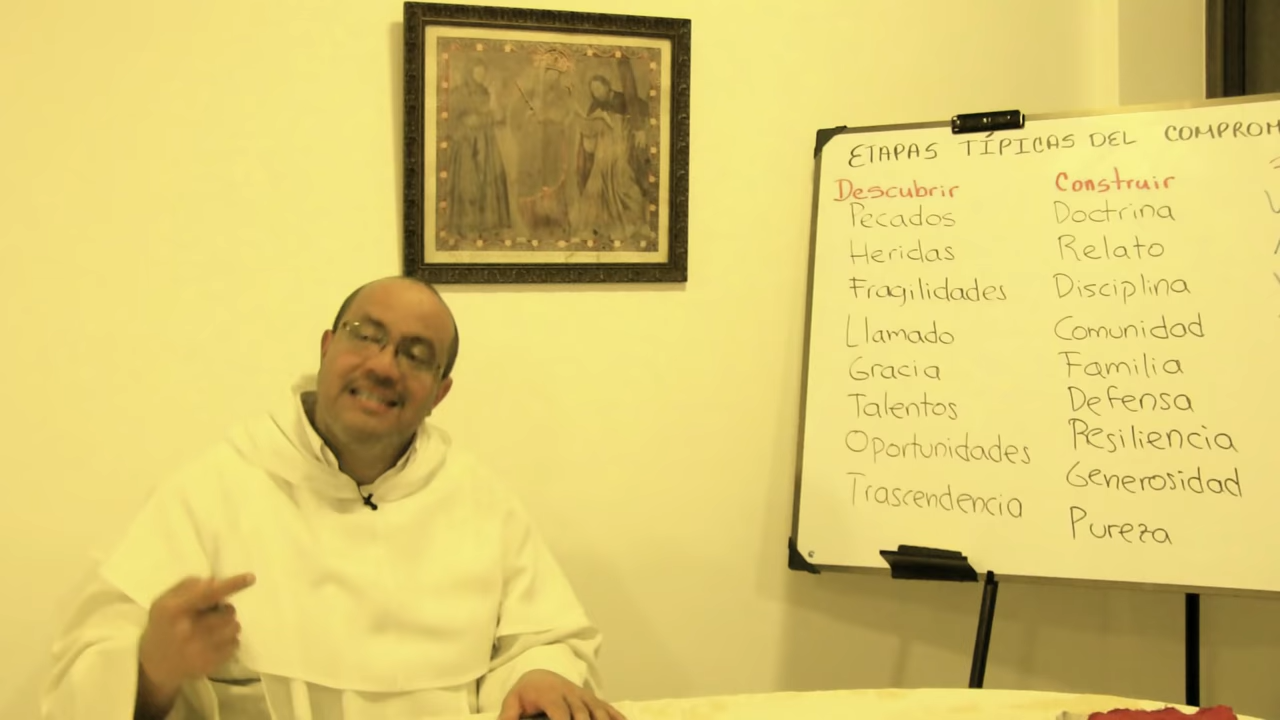 ETAPAS TÍPICAS DEL COMPROM
Descubrir
Pecados
Heridas
Fragilidades
Llamado
Gracia
Talentos
Oportunidades
Trascendencia
Construir
Doctrina
Relato
Disciplina
Comunidad
Familia
Defensa
Resiliencia
Generosidad
Pureza